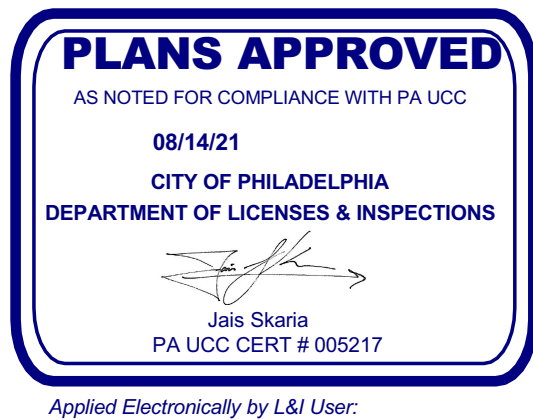 PLANS APPROVED
AS NOTED FOR COMPLIANCE WITH PA UCC
08/14/21
CITY OF PHILADELPHIA
DEPARTMENT OF LICENSES & INSPECTIONS
Jais Skaria
PA UCC CERT # 005217
Applied Electronically by L&I User: